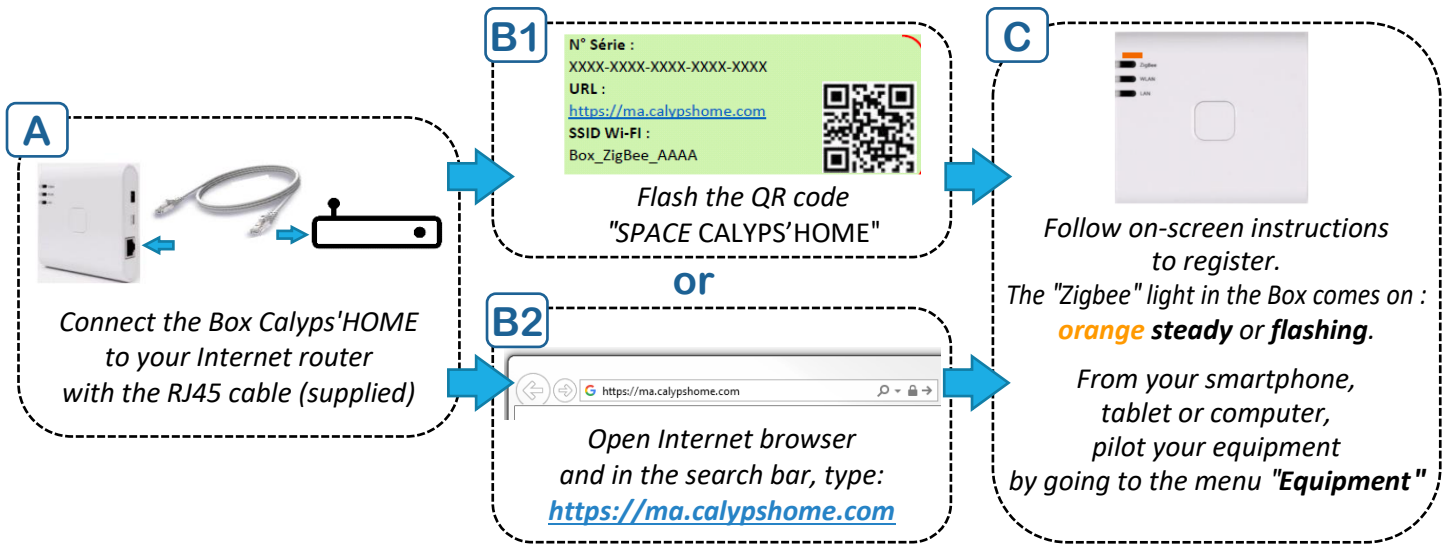 A
Connect the Box Calyps'HOME
to your Internet router
with the RJ45 cable (supplied)
B1
N° Série :
XXXX-XXXX-XXXX-XXXX-XXXX
URL :
https://ma.calypshome.com
SSID Wi-FI :
Box_ZigBee_AAAA
Flash the QR code
"SPACE CALYPS’HOME"
or
B2
https://ma.calypshome.com
Open Internet browser
and in the search bar, type:
https://ma.calypshome.com
C
ZigBee
WLAN
LAN
Follow on-screen instructions
to register.
The "Zigbee" light in the Box comes on :
orange steady or flashing.
From your smartphone,
tablet or computer,
pilot your equipment
by going to the menu "Equipment"